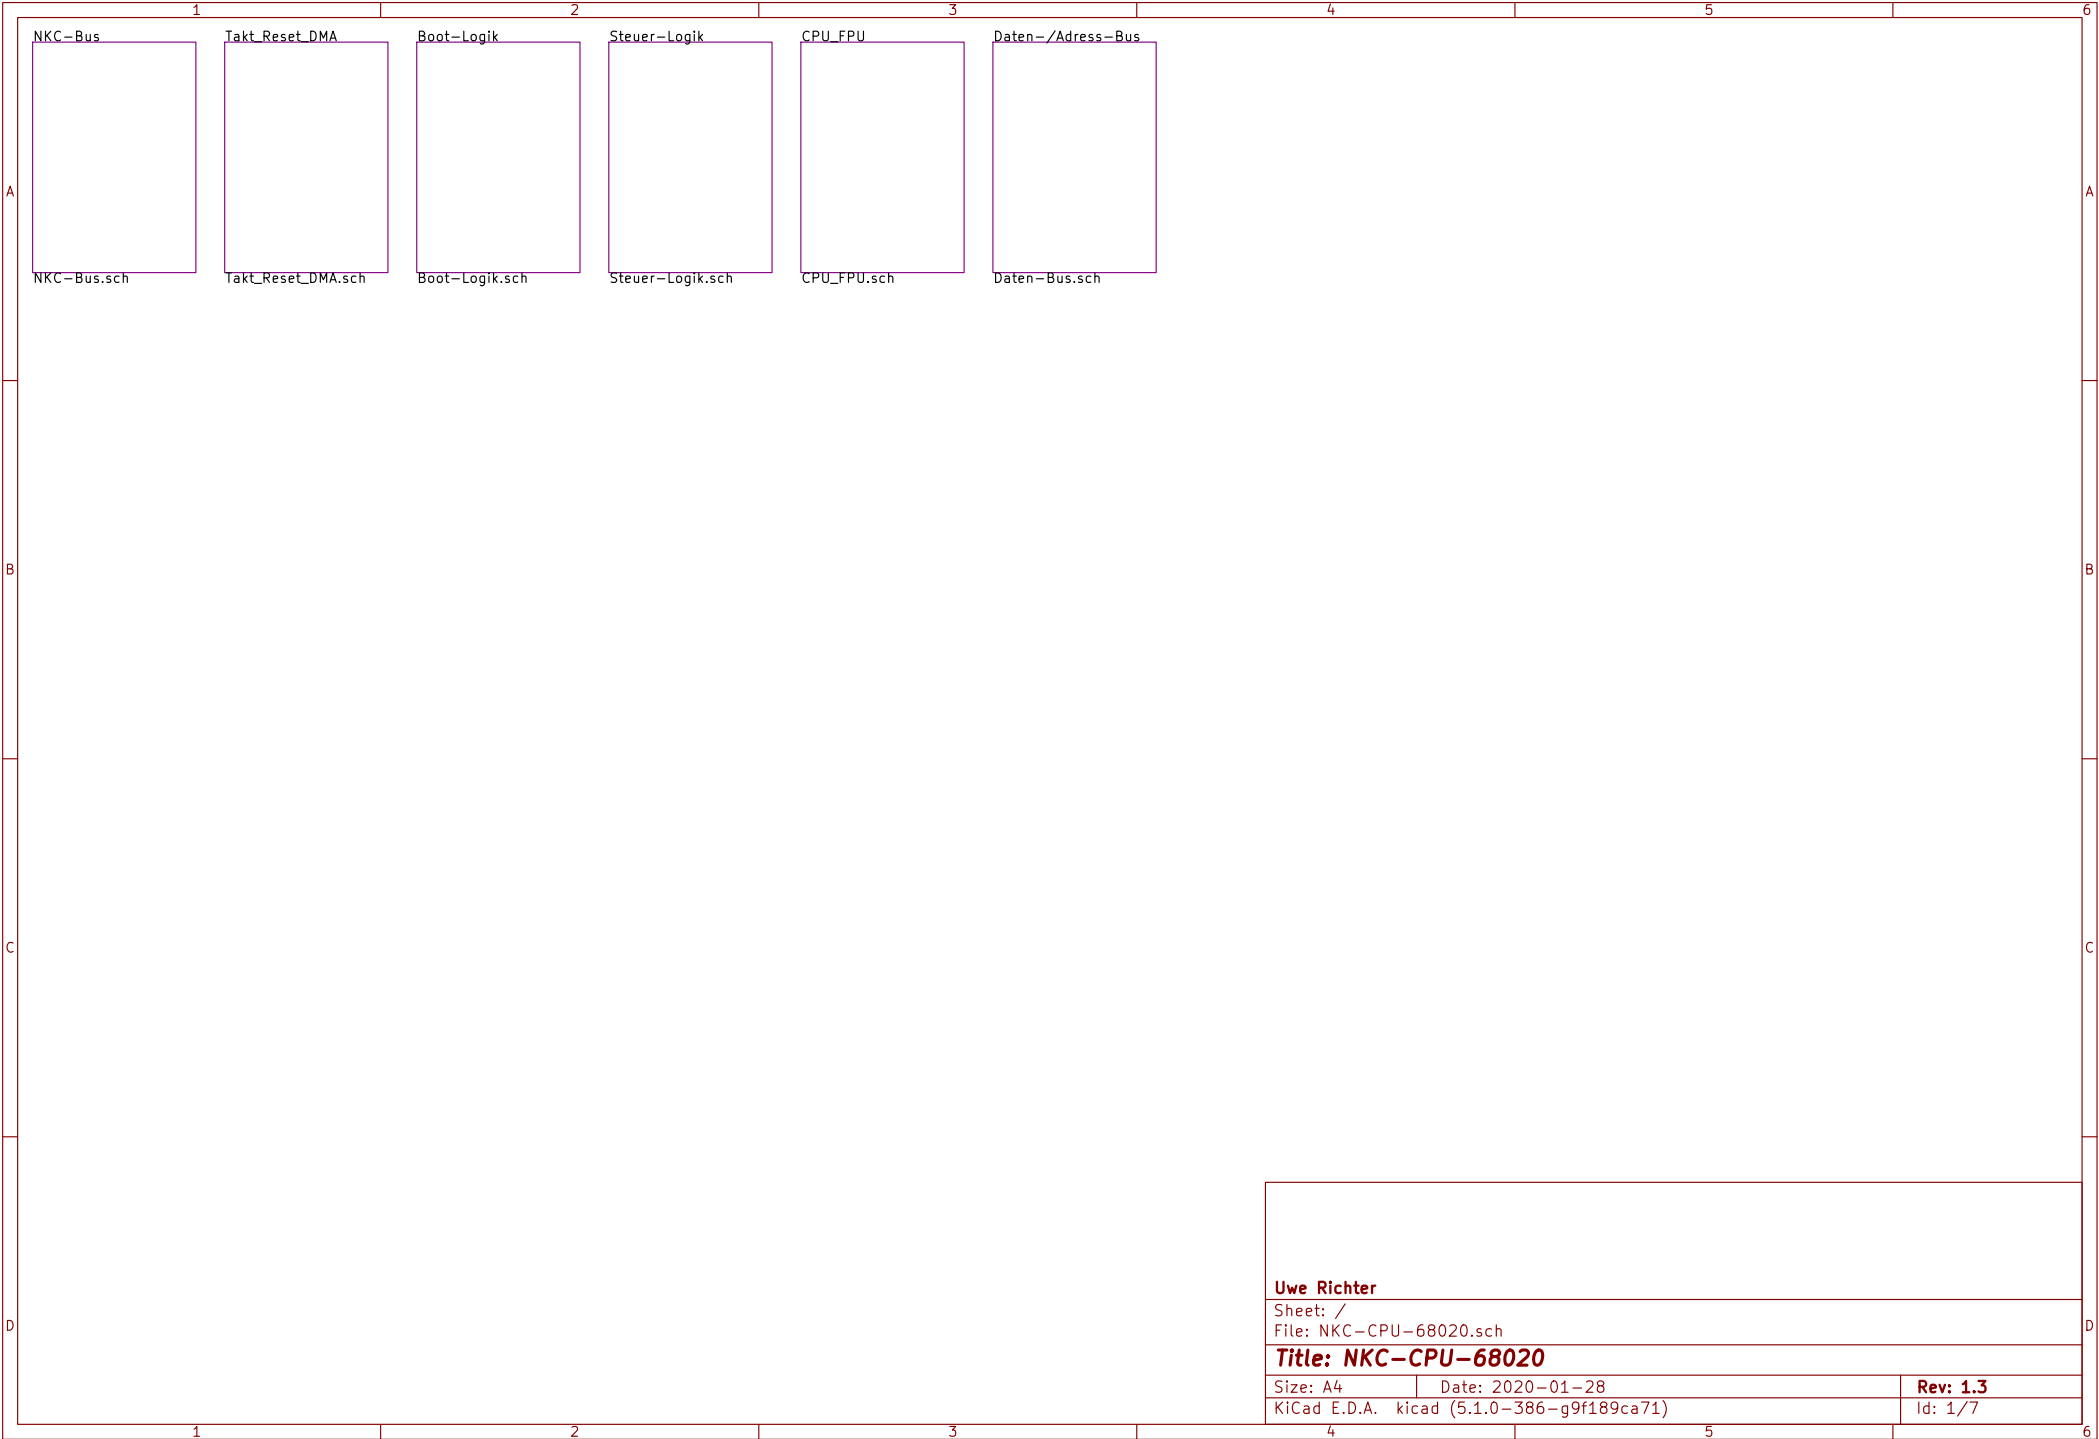 1 2 3 4 5 6
NKC-Bus Takt_Reset_DMA Boot-Logik Steuer-Logik CPU_FPU Daten-/Adress-Bus
A A
NKC-Bus.sch Takt_Reset_DMA.sch Boot-Logik.sch Steuer-Logik.sch CPU_FPU.sch Daten-Bus.sch
B B
C C
Uwe Richter
Sheet: /
D D
File: NKC-CPU-68020.sch
Title: NKC-CPU-68020
Size: A4 Date: 2020-01-28 Rev: 1.3
KiCad E.D.A. kicad (5.1.0-386-g9f189ca71) Id: 1/7
1 2 3 4 5 6